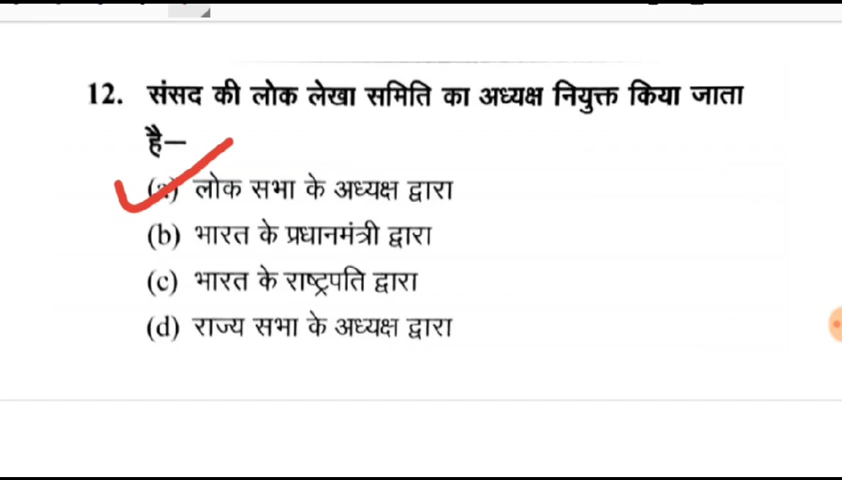 12. संसद की लोक लेखा समिति का अध्यक्ष नियुक्त किया जाता
है–
(a) लोक सभा के अध्यक्ष द्वारा
(b) भारत के प्रधानमंत्री द्वारा
(c) भारत के राष्ट्रपति द्वारा
(d) राज्य सभा के अध्यक्ष द्वारा